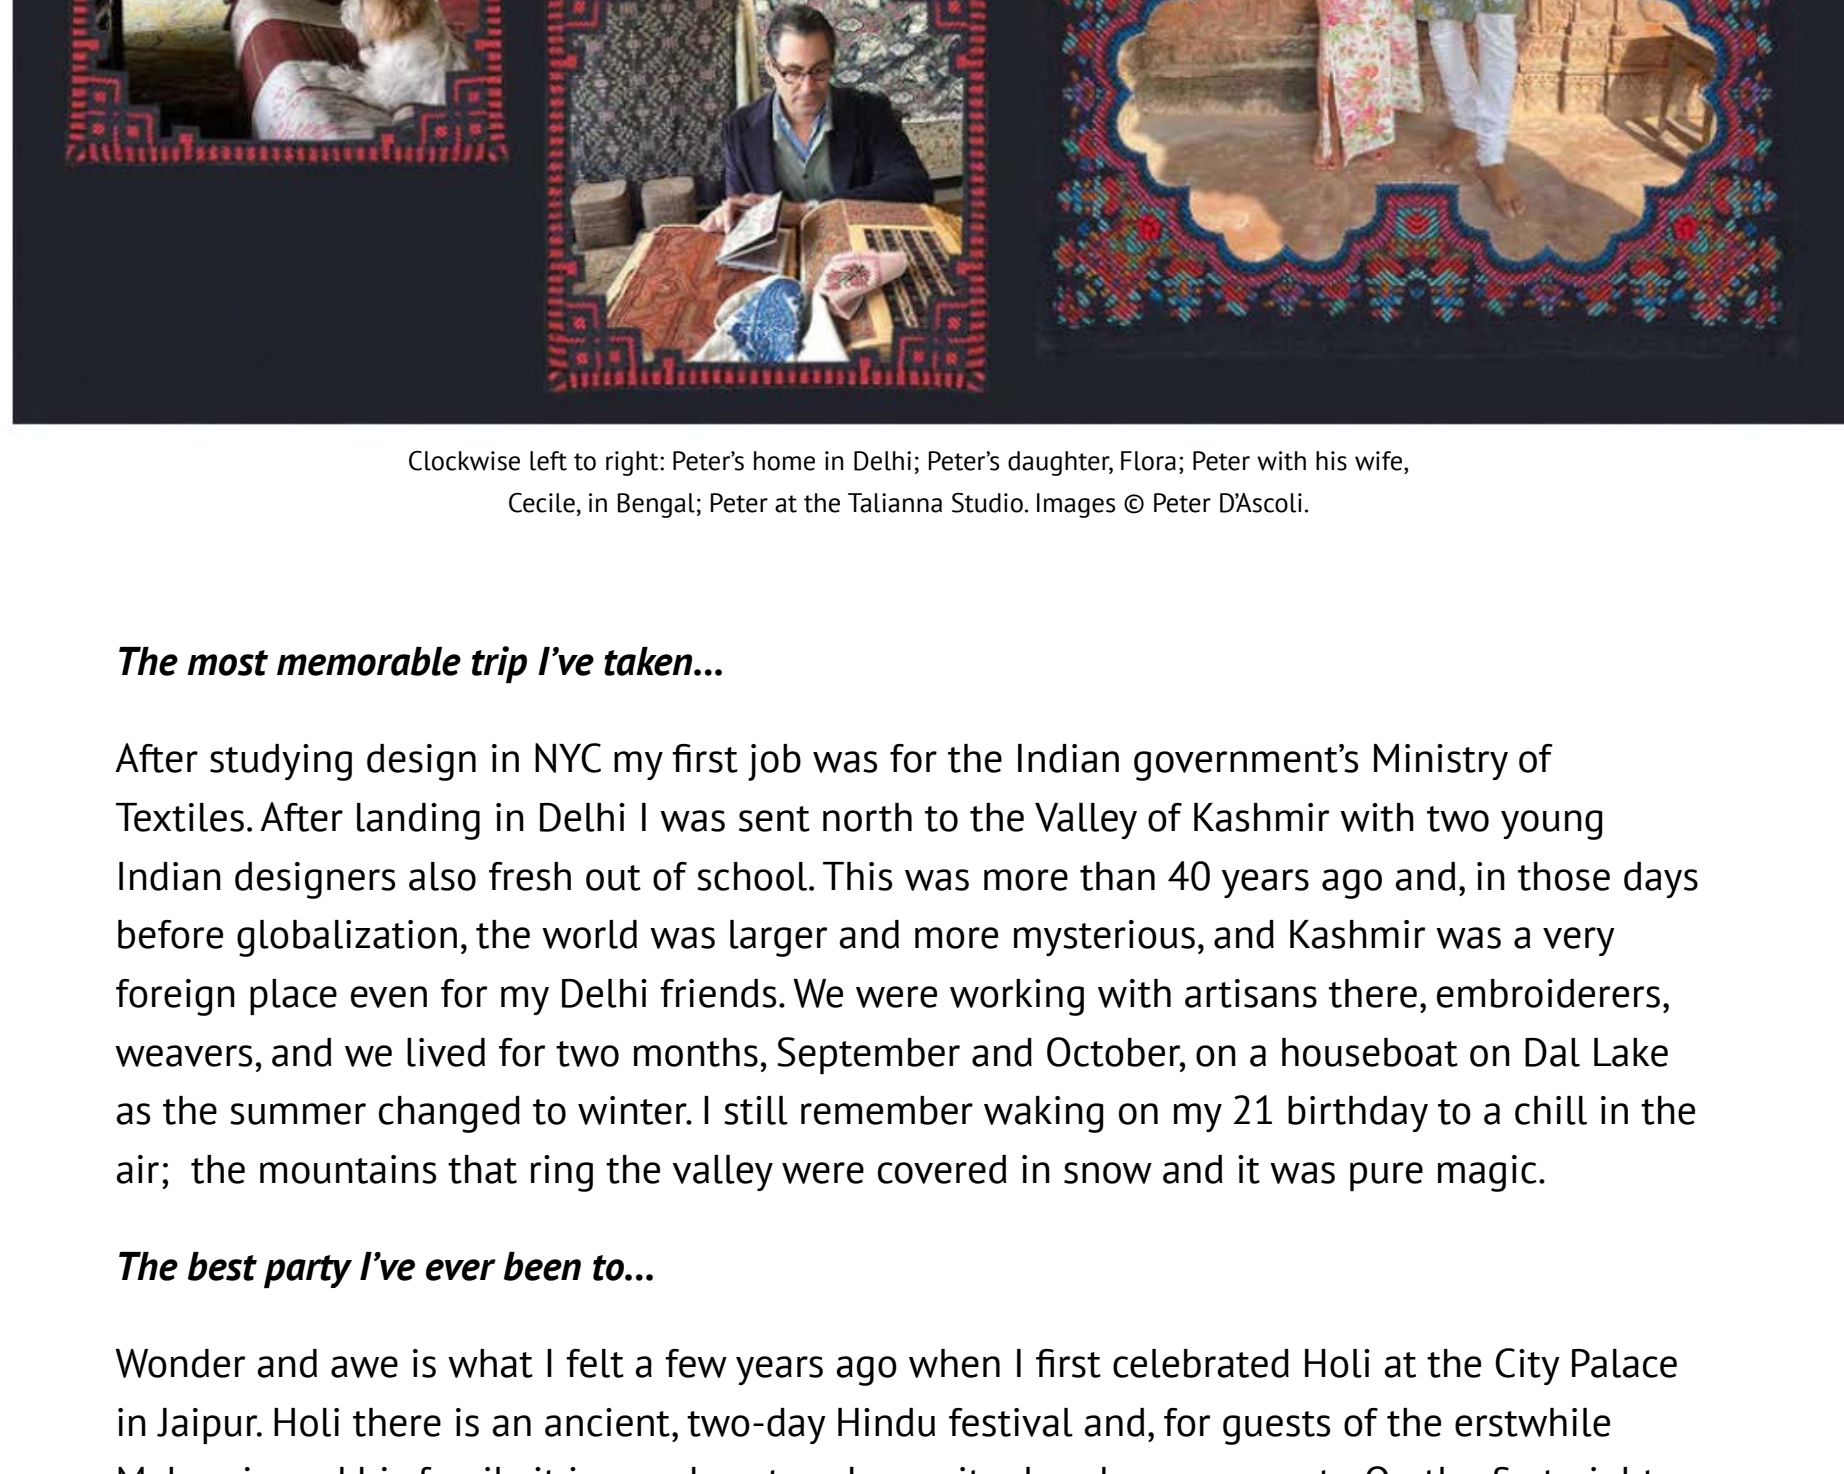 Clockwise left to right: Peter’s home in Delhi; Peter’s daughter, Flora; Peter with his wife,
Cecile, in Bengal; Peter at the Talianna Studio. Images © Peter D’Ascoli.
The most memorable trip I’ve taken…
After studying design in NYC my first job was for the Indian government’s Ministry of
Textiles. After landing in Delhi I was sent north to the Valley of Kashmir with two young
Indian designers also fresh out of school. This was more than 40 years ago and, in those days
before globalization, the world was larger and more mysterious, and Kashmir was a very
foreign place even for my Delhi friends. We were working with artisans there, embroiderers,
weavers, and we lived for two months, September and October, on a houseboat on Dal Lake
as the summer changed to winter. I still remember waking on my 21 birthday to a chill in the
air;  the mountains that ring the valley were covered in snow and it was pure magic.
The best party I’ve ever been to…
Wonder and awe is what I felt a few years ago when I first celebrated Holi at the City Palace
in Jaipur. Holi there is an ancient, two-day Hindu festival and, for guests of the erstwhile